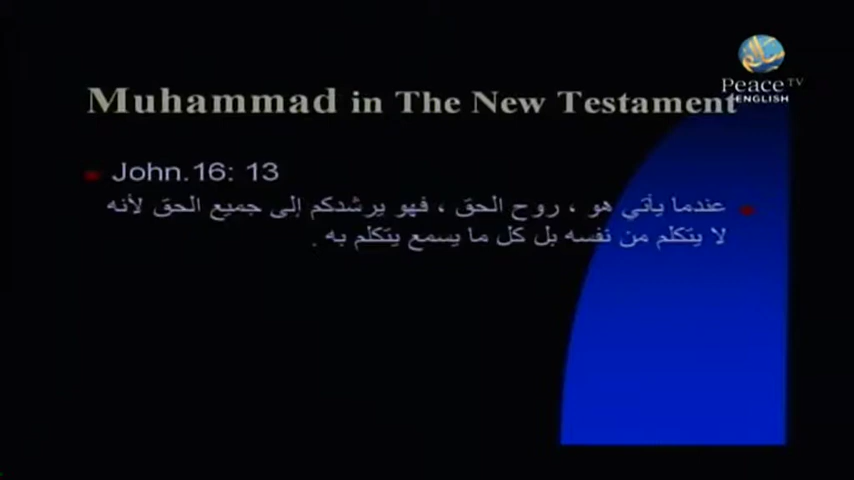 Peace TV
ENGLISH
Muhammad in The New Testament
John.16: 13
عندما يأتي هو ، روح الحق ، فهو يرشدكم إلى جميع الحق لأنه
لا يتكلم من نفسه بل كل ما يسمع يتكلم به .